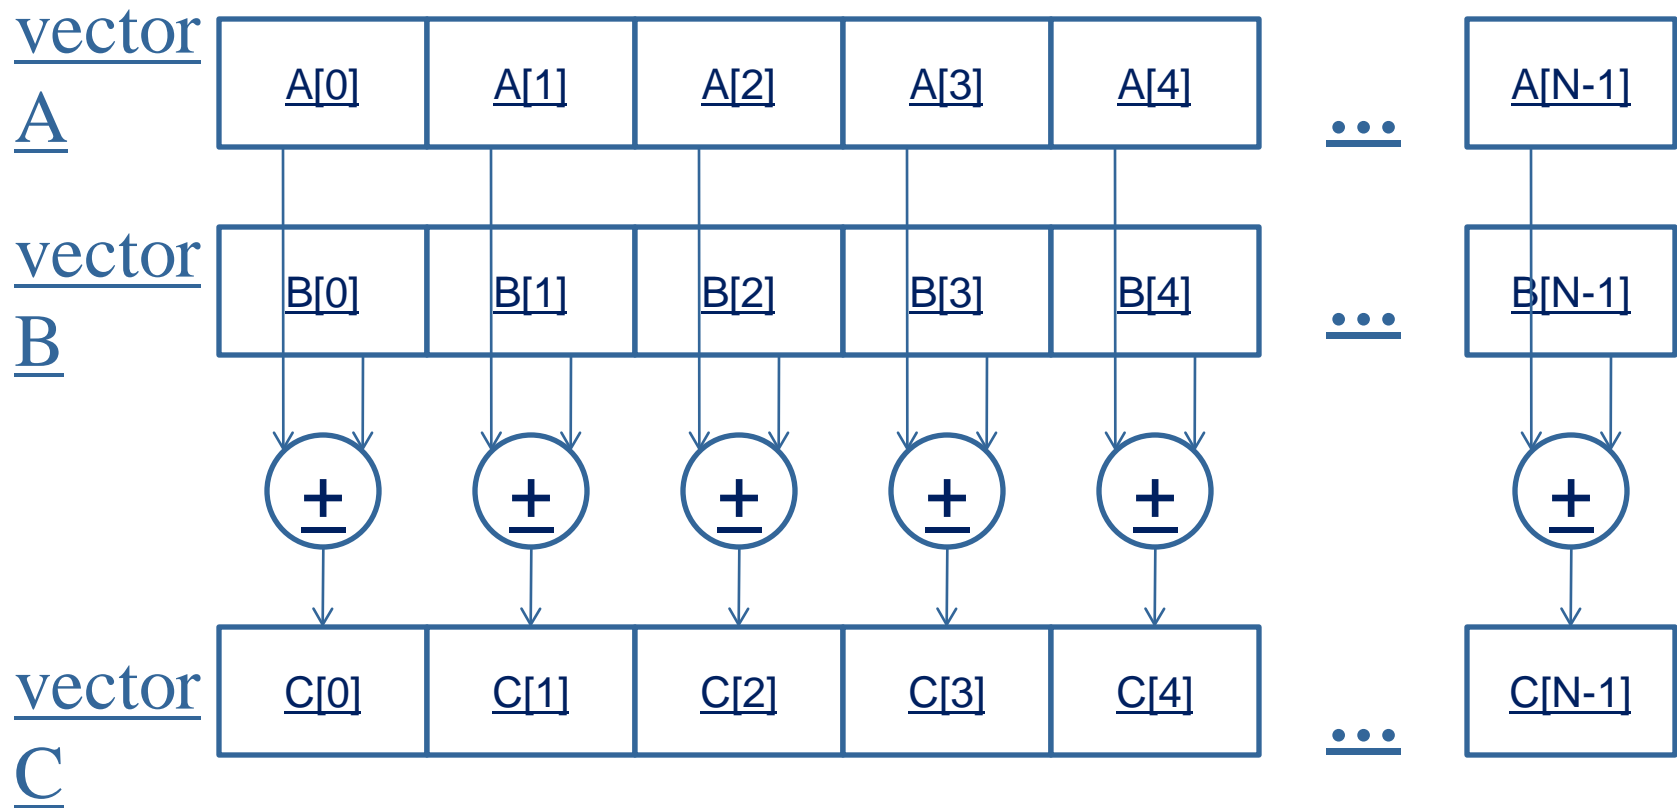 vector
A
A[0] A[1] A[2] A[3] A[4] ... A[N-1]
vector
B
B[0] B[1] B[2] B[3] B[4] ... B[N-1]
+ + + + + +
vector
C
C[0] C[1] C[2] C[3] C[4] ... C[N-1]